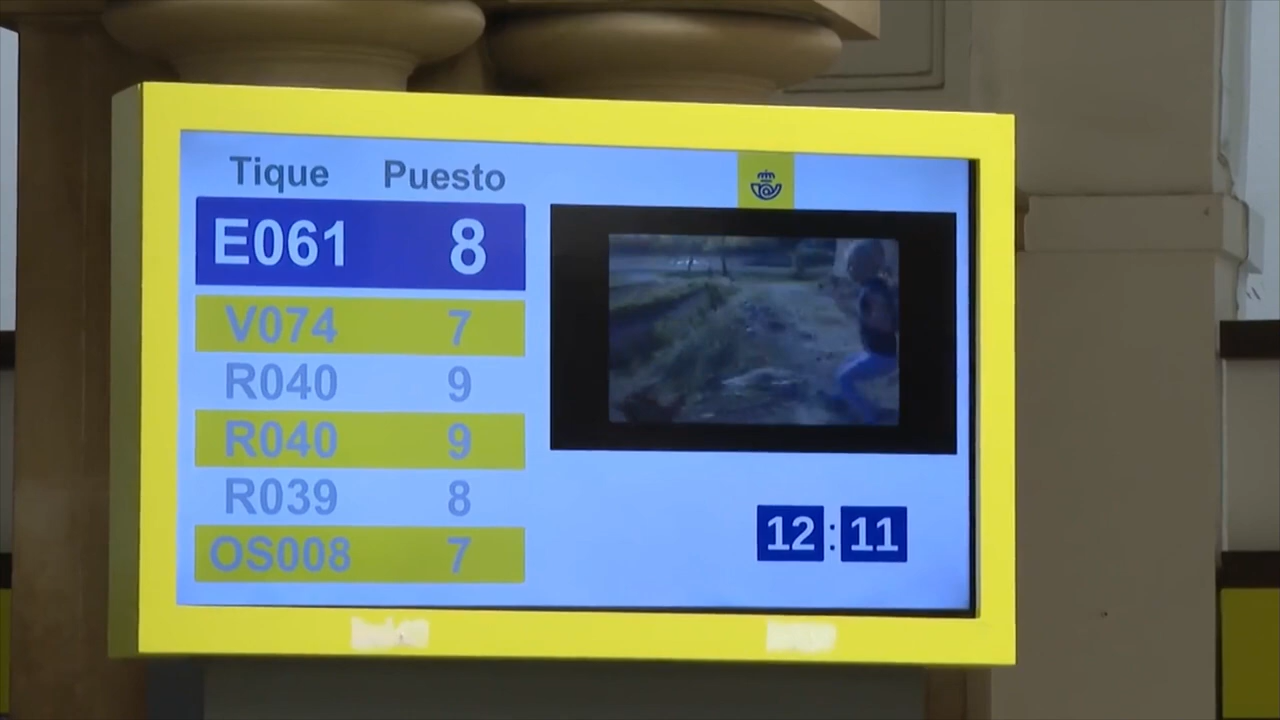 Tique Puesto
E061 8
V074 7
R040 9
R040 9
R039 8
OS008 7
12:11